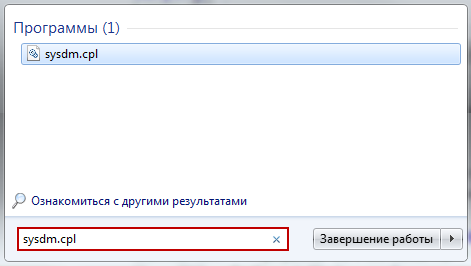 Программы (1)
sysdm.cpl
Ознакомиться с другими результатами
sysdm.cpl
Завершение работы